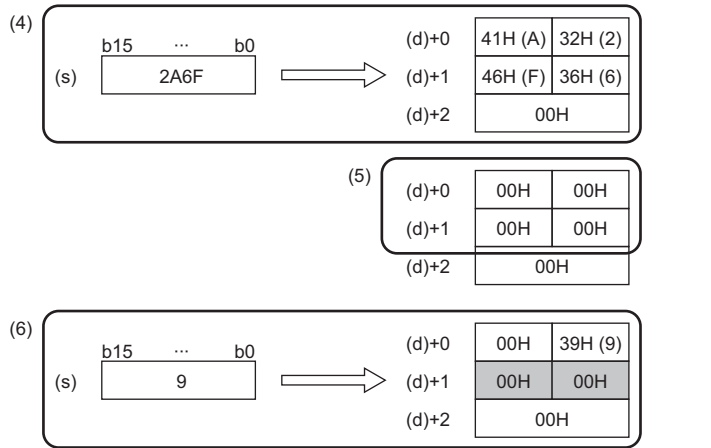 (4)
b15 ... b0
(s) 2A6F
(d)+0 41H (A) 32H (2)
(d)+1 46H (F) 36H (6)
(d)+2 00H
(5)
(d)+0 00H 00H
(d)+1 00H 00H
(d)+2 00H
(6)
b15 ... b0
(s) 9
(d)+0 00H 39H (9)
(d)+1 00H 00H
(d)+2 00H